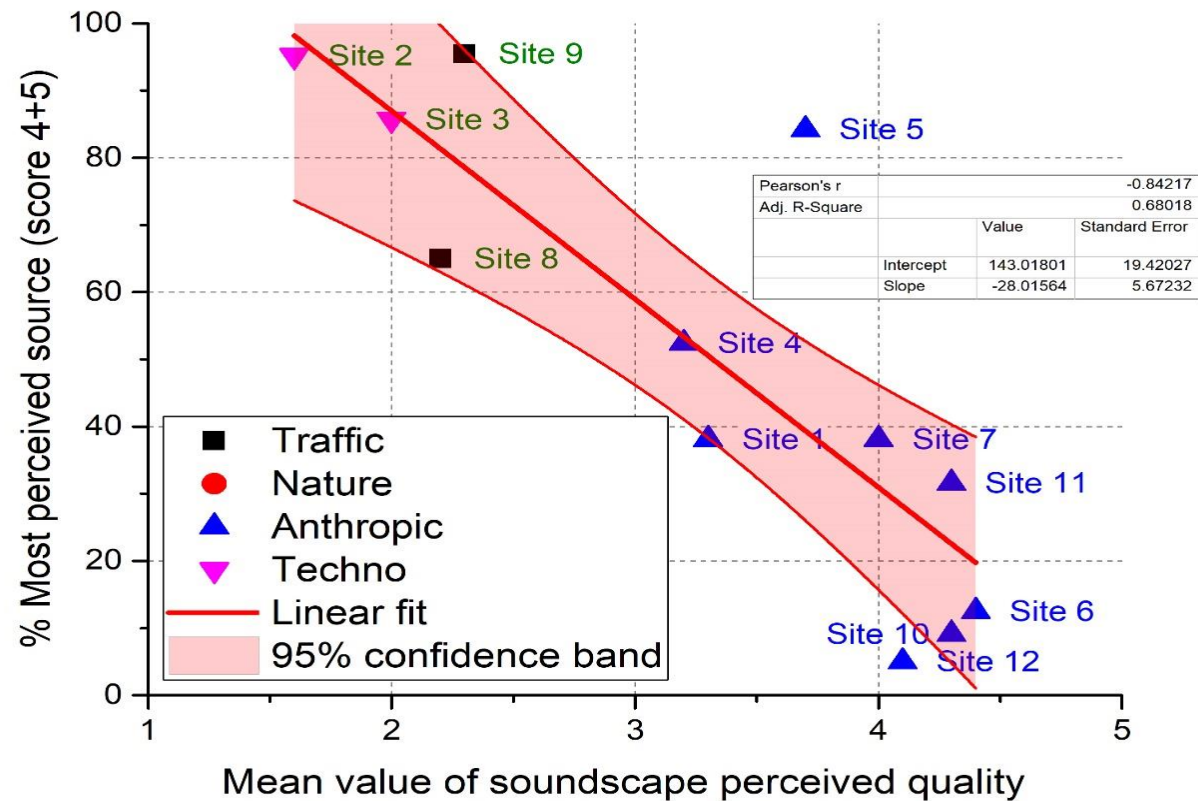 % Most perceived source (score 4+5)
100
80
60
40
20
0
Site 2
Site 9
Site 3
Site 5
Site 8
Site 4
Site 1
Site 7
Site 11
Site 6
Site 10
Site 12
Pearson's r -0.84217
Adj. R-Square 0.68018
Value Standard Error
Intercept 143.01801 19.42027
Slope -28.01564 5.67232
Traffic
Nature
Anthropic
Techno
Linear fit
95% confidence band
1 2 3 4 5
Mean value of soundscape perceived quality